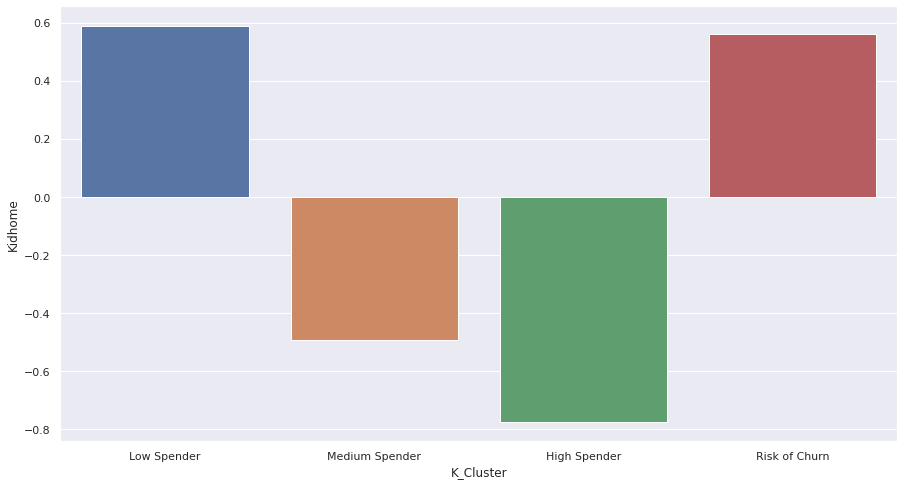 Kidhome
0.6
0.4
0.2
0.0
−0.2
−0.4
−0.6
−0.8
Low Spender
Medium Spender
High Spender
Risk of Churn
K_Cluster